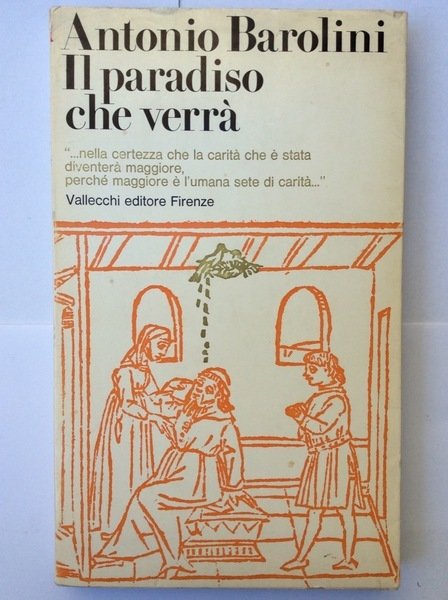 Antonio Barolini
Il paradiso
che verrà
“...nella certezza che la carità che è stata
diventerà maggiore,
perché maggiore è l'umana sete di carità...”
Vallecchi editore Firenze